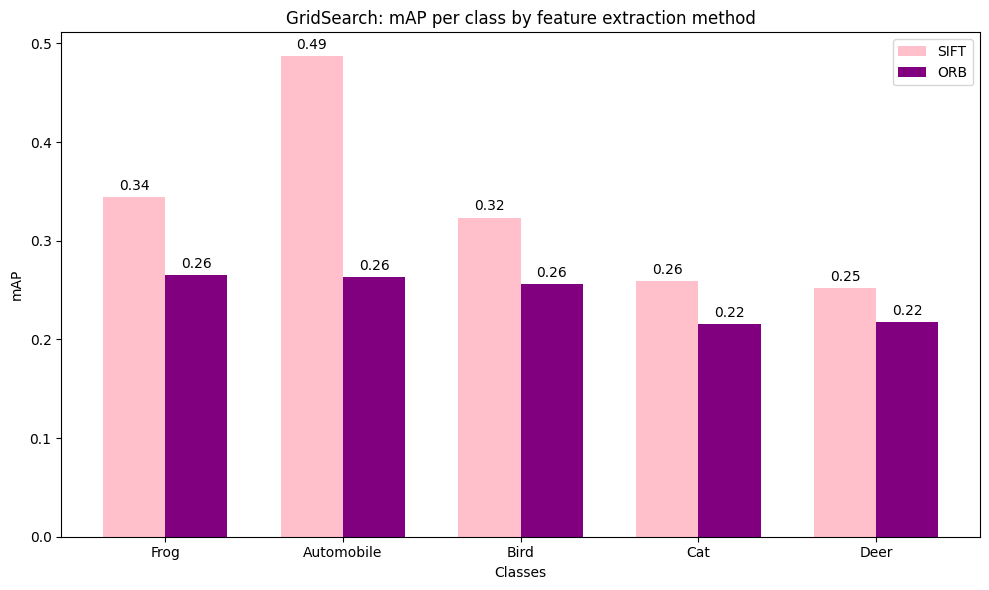 GridSearch: mAP per class by feature extraction method
SIFT
ORB
mAP
0.5
0.4
0.3
0.2
0.1
0.0
0.34
0.26
0.49
0.26
0.32
0.26
0.26
0.22
0.25
0.22
Frog
Automobile
Bird
Cat
Deer
Classes